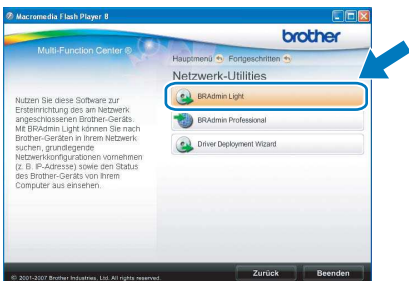 Macromedia Flash Player 8
brother
Multi-Function Center ®
Hauptmenü Fortgeschritten
Netzwerk-Utilities
BRAdmin Light
BRAdmin Professional
Driver Deployment Wizard
Nutzen Sie diese Software zur
Ersteinrichtung des am Netzwerk
angeschlossenen Brother-Geräts.
Mit BRAdmin Light können Sie nach
Brother-Geräten in Ihrem Netzwerk
suchen, grundlegende
Netzwerkkonfigurationen vornehmen
(z. B. IP-Adresse) sowie den Status
des Brother-Geräts von Ihrem
Computer aus einsehen.
© 2001-2007 Brother Industries, Ltd. All rights reserved.
Zurück
Beenden